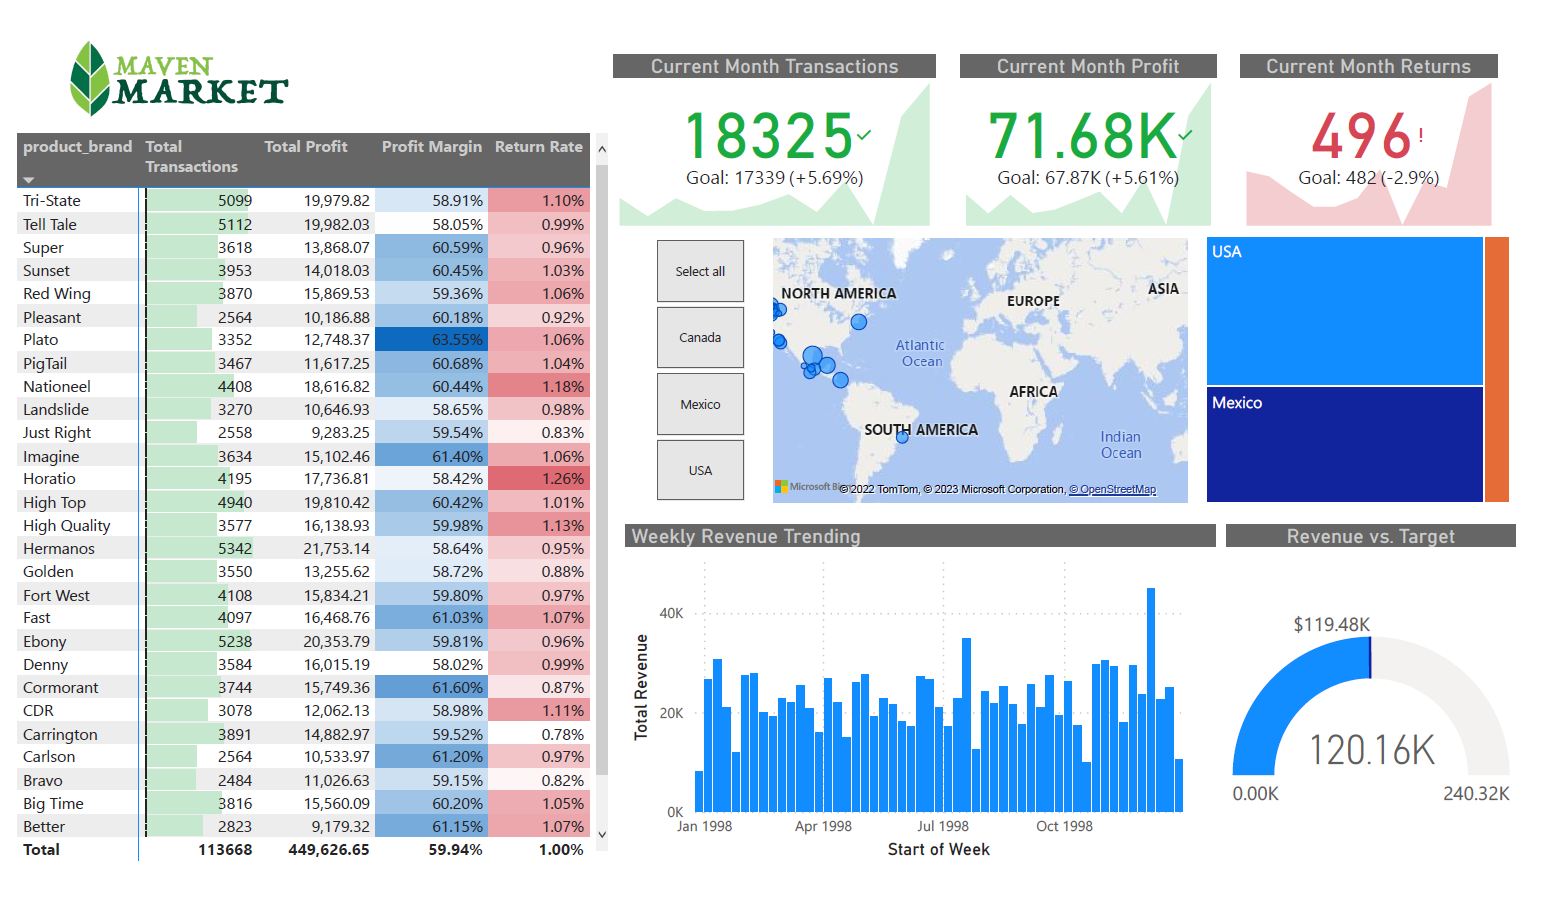 MAVEN
MARKET
Current Month Transactions
18325
Goal: 17339 (+5.69%)
Current Month Profit
71.68K
Goal: 67.87K (+5.61%)
Current Month Returns
496!
Goal: 482 (-2.9%)
product_brand Total Transactions Total Profit Profit Margin Return Rate
Tri-State 5099 19,979.82 58.91% 1.10%
Tell Tale 5112 19,982.03 58.05% 0.99%
Super 3618 13,868.07 60.59% 0.96%
Sunset 3953 14,018.03 60.45% 1.03%
Red Wing 3870 15,869.53 59.36% 1.06%
Pleasant 2564 10,186.88 60.18% 0.92%
Plato 3352 12,748.37 63.55% 1.06%
PigTail 3467 11,617.25 60.68% 1.04%
Nationeel 4408 18,616.82 60.44% 1.18%
Landslide 3270 10,646.93 58.65% 0.98%
Just Right 2558 9,283.25 59.54% 0.83%
Imagine 3634 15,102.46 61.40% 1.06%
Horatio 4195 17,736.81 58.42% 1.26%
High Top 4940 19,810.42 60.42% 1.01%
High Quality 3577 16,138.93 59.98% 1.13%
Hermanos 5342 21,753.14 58.64% 0.95%
Golden 3550 13,255.62 58.72% 0.88%
Fort West 4108 15,834.21 59.80% 0.97%
Fast 4097 16,468.76 61.03% 1.07%
Ebony 5238 20,353.79 59.81% 0.96%
Denny 3584 16,015.19 58.02% 0.99%
Cormorant 3744 15,749.36 61.60% 0.87%
CDR 3078 12,062.13 58.98% 1.11%
Carrington 3891 14,882.97 59.52% 0.78%
Carlson 2564 10,533.97 61.20% 0.97%
Bravo 2484 11,026.63 59.15% 0.82%
Big Time 3816 15,560.09 60.20% 1.05%
Better 2823 9,179.32 61.15% 1.07%
Total 113668 449,626.65 59.94% 1.00%
Select all
Canada
Mexico
USA
NORTH AMERICA
EUROPE
ASIA
Atlantic
Ocean
AFRICA
SOUTH AMERICA
Indian
Ocean
Microsoft
© 2022 TomTom, © 2023 Microsoft Corporation, © OpenStreetMap
USA
Mexico
Weekly Revenue Trending
Total Revenue
40K
20K
0K
Jan 1998 Apr 1998 Jul 1998 Oct 1998
Start of Week
Revenue vs. Target
$119.48K
120.16K
0.00K 240.32K